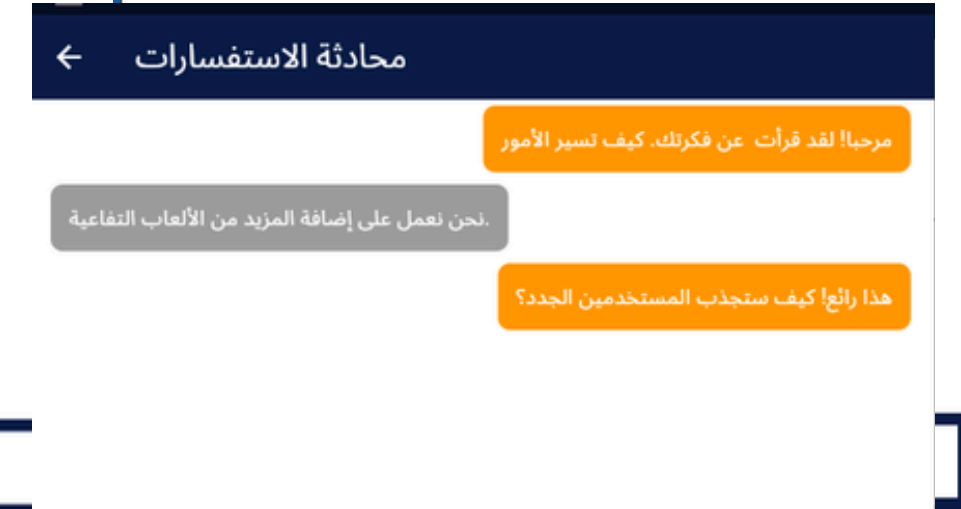 محادثة الاستفسارات
مرحبا! لقد قرأت عن فكرتك. كيف تسير الأمور
نحن نعمل على إضافة المزيد من الألعاب التفاعية.
هذا رائع! كيف ستجذب المستخدمين الجدد؟